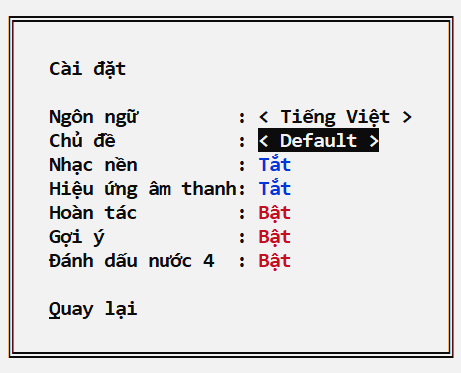 Cài đặt
Ngôn ngữ : < Tiếng Việt >
Chủ đề : < Default >
Nhạc nền : Tắt
Hiệu ứng âm thanh: Tắt
Hoàn tác : Bật
Gợi ý : Bật
Đánh dấu nước 4 : Bật
Quay lại